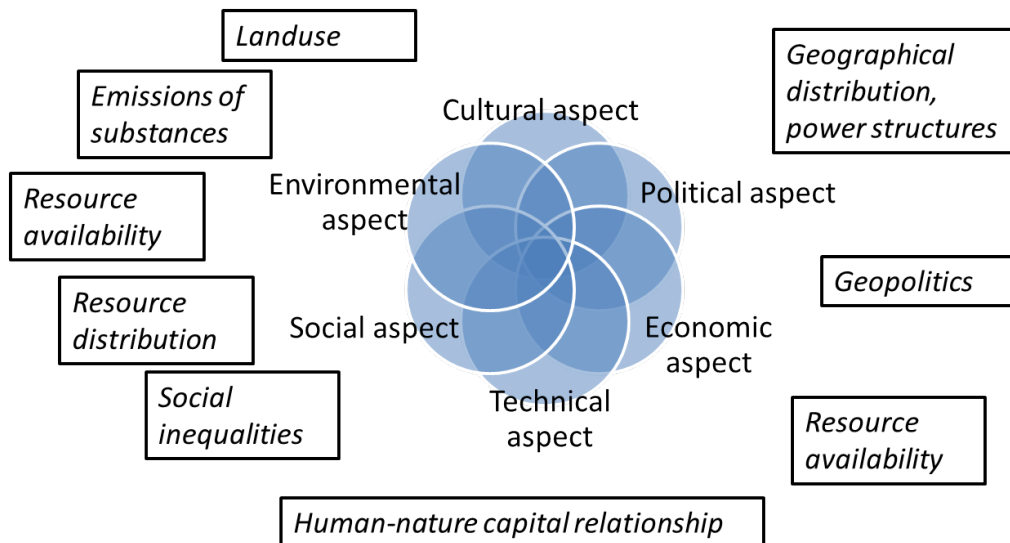 Landuse
Geographical
distribution,
power structures
Emissions of
substances
Cultural aspect
Environmental
aspect
Political aspect
Resource
availability
Geopolitics
Resource
distribution
Social aspect
Economic
aspect
Social
inequalities
Technical
aspect
Resource
availability
Human-nature capital relationship